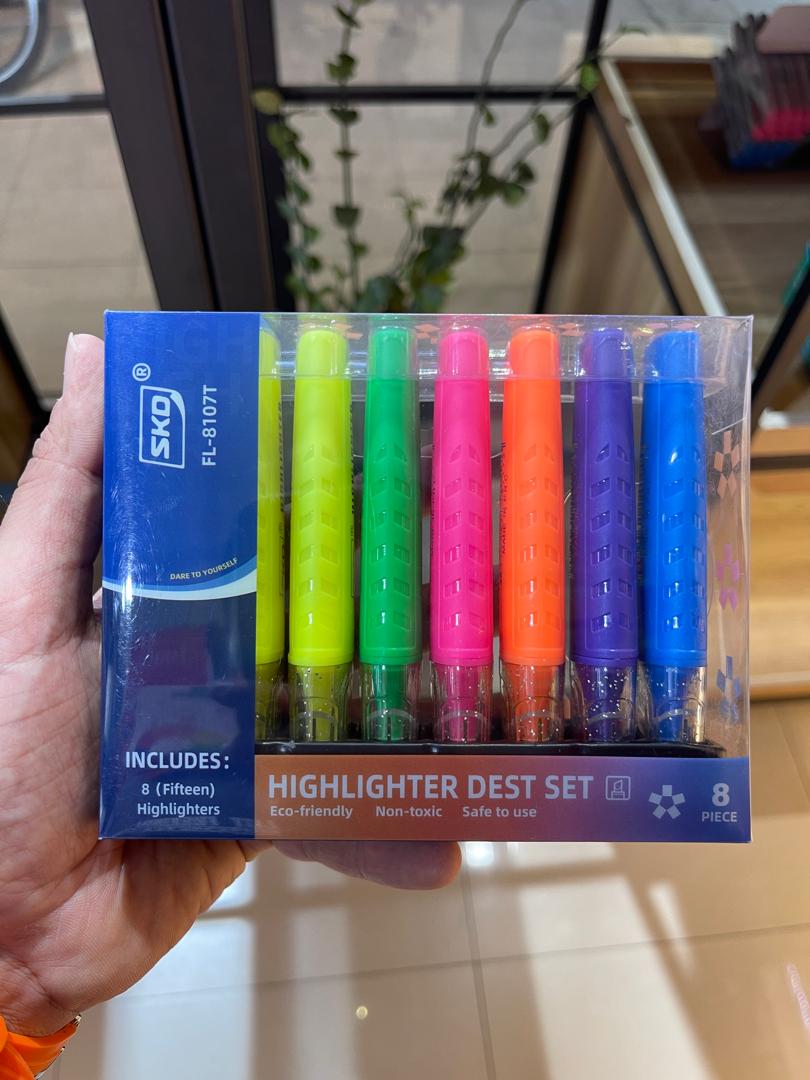 SKD®
FL-8107T
DARE TO YOURSELF
INCLUDES:
8 (Fifteen)
Highlighters
HIGHLIGHTER DEST SET
Eco-friendly Non-toxic Safe to use
8
PIECE